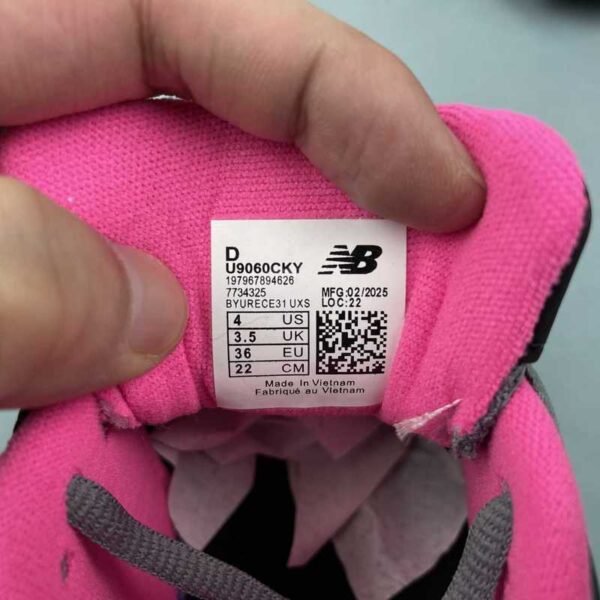 D
U9060CKY
NB
197967894626
7734325
MFG:02/2025
BYURECE31 UXS
LOC:22
4 US
3.5 UK
36 EU
22 CM
Made In Vietnam
Fabriqué au Vietnam